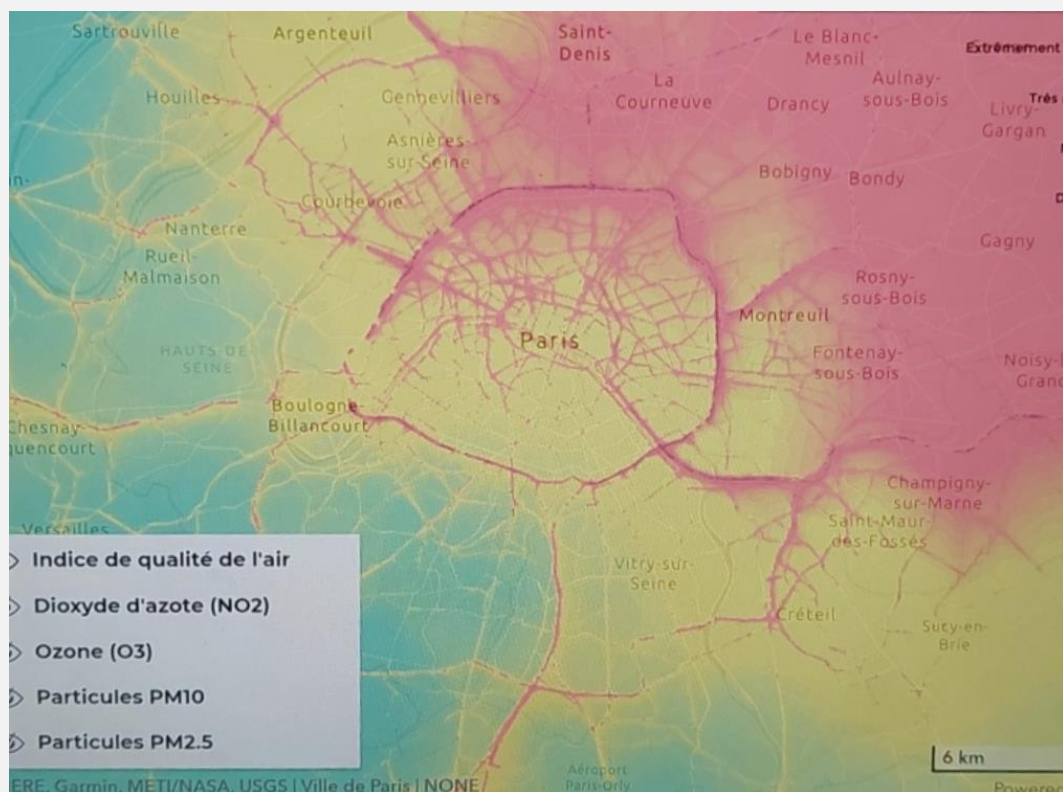 Sartrouville
Argenteuil
Saint-
Denis
Le Blanc-
Mesnil
Extrêmement
Houilles
Gennevilliers
La
Courneuve
Drancy
Aulnay-
sous-Bois
Très
Livry-
Gargan
Asnières-
sur-Seine
Bobigny
Bondy
Courbevoie
Nanterre
Rueil-
Malmaison
Gagny
Rosny-
sous-Bois
Montreuil
Paris
HAUTS-DE
SEINE
Fontenay-
sous-Bois
Boulogne-
Billancourt
Champigny-
sur-Marne
Saint-Maur-
des-Fossés
Versailles
Vitry-sur-
Seine
Créteil
Sucy-en-
Brie
Indice de qualité de l'air
Dioxyde d'azote (NO2)
Ozone (O3)
Particules PM10
Particules PM2.5
6 km
Aéroport
Paris-Orly
Garmin, METI/NASA, USGS | Ville de Paris | NONE